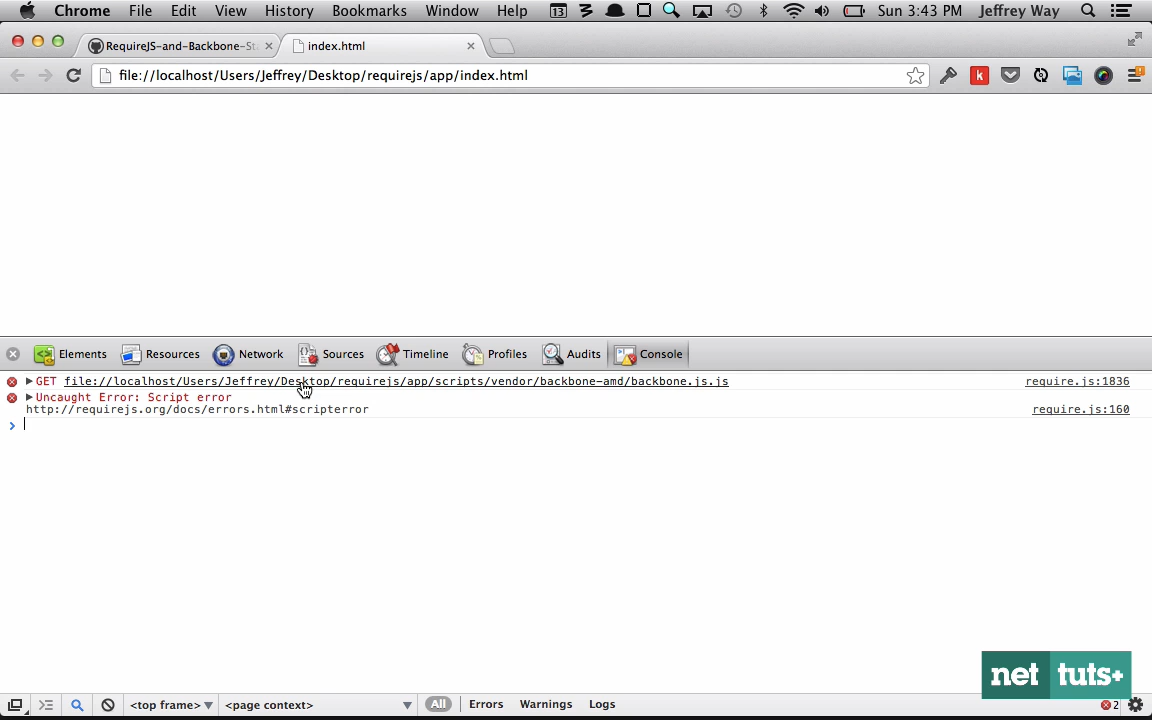 Chrome File Edit View History Bookmarks Window Help 13 Sun 3:43 PM Jeffrey Way
RequireJS-and-Backbone-St
index.html
file://localhost/Users/Jeffrey/Desktop/requirejs/app/index.html
k
Elements Resources Network Sources Timeline Profiles Audits Console
GET file://localhost/Users/Jeffrey/Desktop/requirejs/app/scripts/vendor/backbone-amd/backbone.js.js require.js:1836
Uncaught Error: Script error
http://requirejs.org/docs/errors.html#scripterror require.js:160
net tuts+
<top frame> <page context> All Errors Warnings Logs 2